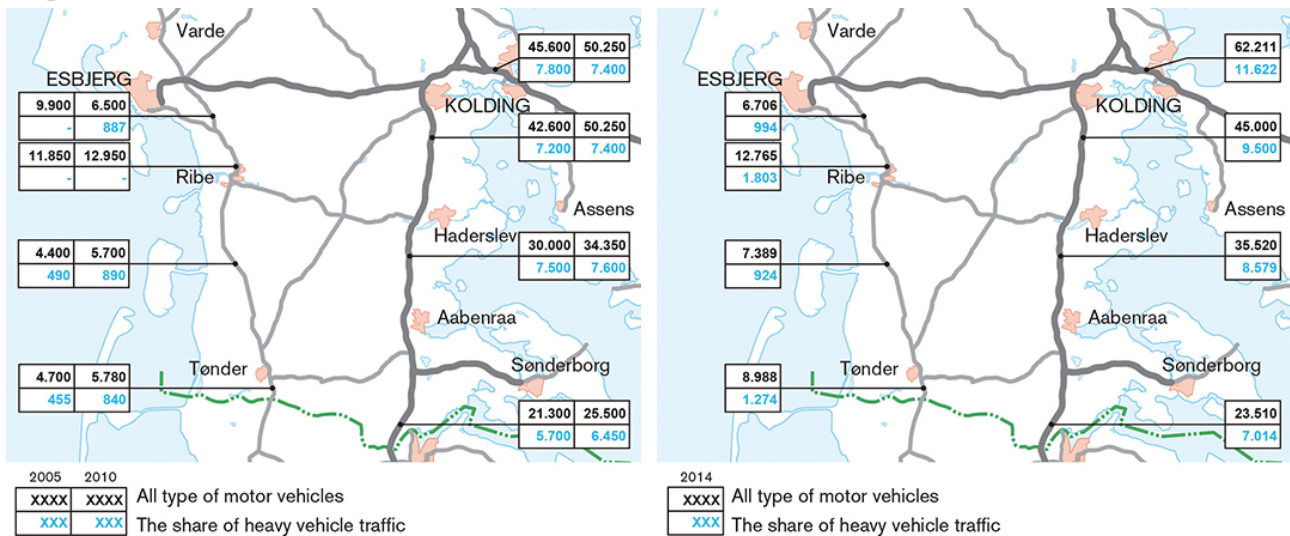 Varde
45.600 50.250
7.800 7.400
ESBJERG
9.900 6.500
- 887
KOLDING
42.600 50.250
7.200 7.400
11.850 12.950
- -
Ribe
Assens
Haderslev
4.400 5.700
490 890
30.000 34.350
7.500 7.600
Aabenraa
Tønder
Sønderborg
4.700 5.780
455 840
21.300 25.500
5.700 6.450
2005 2010
XXXX XXXX All type of motor vehicles
XXX XXX The share of heavy vehicle traffic
Varde
62.211
11.622
ESBJERG
6.706
994
KOLDING
45.000
9.500
12.765
1.803
Ribe
Assens
Haderslev
7.389
924
35.520
8.579
Aabenraa
Tønder
Sønderborg
8.988
1.274
23.510
7.014
2014
XXXX All type of motor vehicles
XXX The share of heavy vehicle traffic